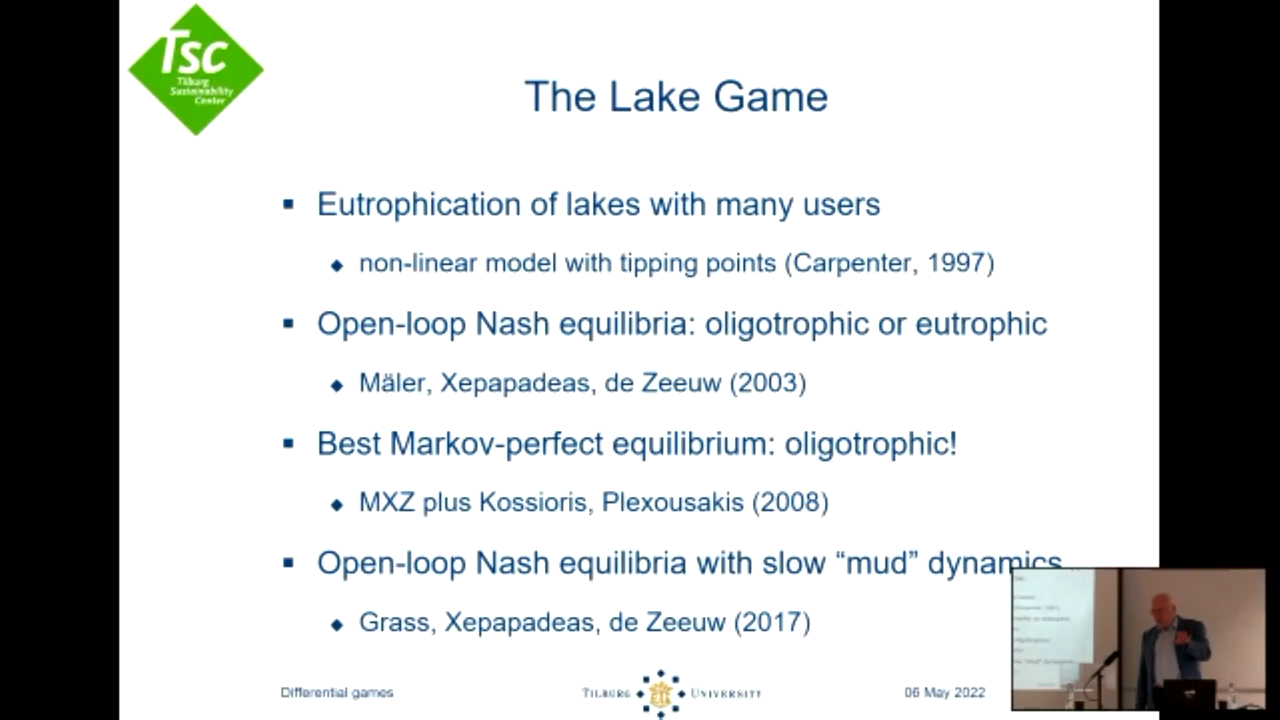 Tsc
Tilburg
Sustainability
Center
The Lake Game
Eutrophication of lakes with many users
non-linear model with tipping points (Carpenter, 1997)
Open-loop Nash equilibria: oligotrophic or eutrophic
Mäler, Xepapadeas, de Zeeuw (2003)
Best Markov-perfect equilibrium: oligotrophic!
MXZ plus Kossioris, Plexousakis (2008)
Open-loop Nash equilibria with slow “mud” dynamics
Grass, Xepapadeas, de Zeeuw (2017)
Differential games
TILBURG UNIVERSITY
06 May 2022